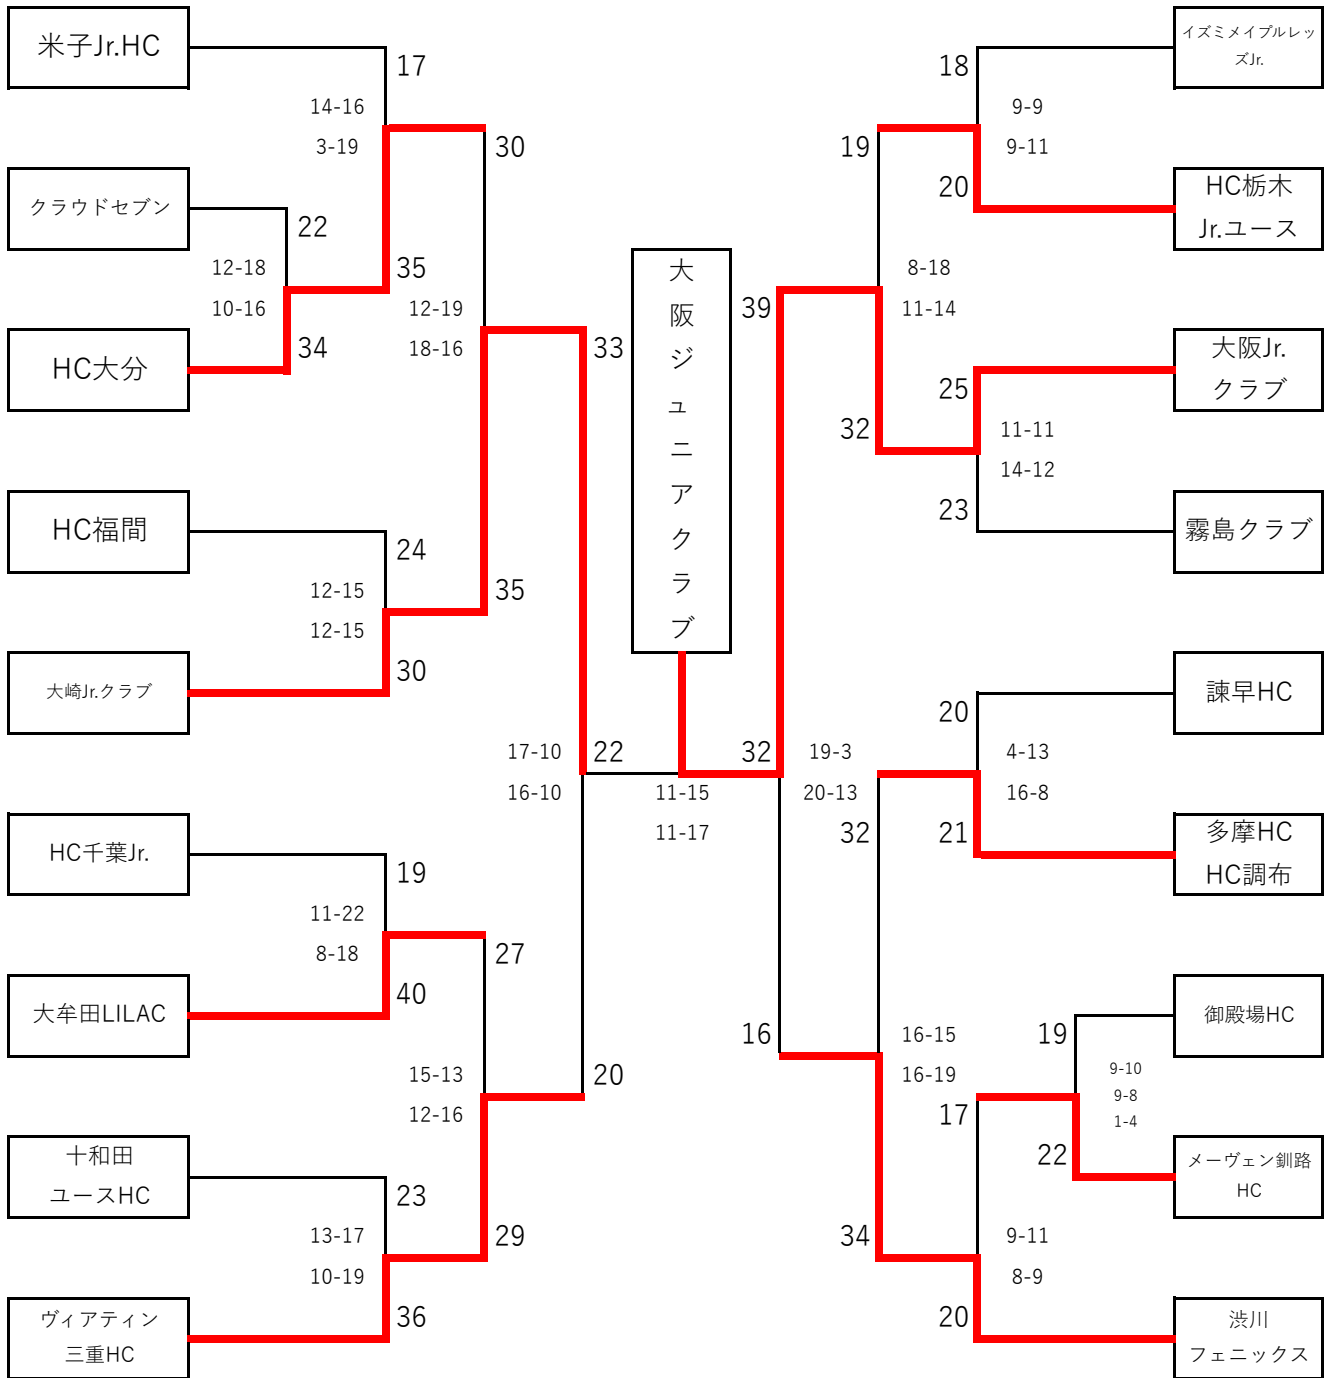 米子Jr.HC
17
14-16
3-19
30
クラウドセブン
22
12-18
10-16
35
12-19
18-16
HC大分
34
33
HC福間
24
12-15
12-15
35
大崎Jr.クラブ
30
17-10
16-10
22
HC千葉Jr.
19
11-22
8-18
27
大牟田LILAC
40
15-13
12-16
20
十和田
ユースHC
23
13-17
10-19
29
ヴィアティン
三重HC
36
大阪ジュニアクラブ
11-15
11-17
イズミメイプルレッ
ズJr.
18
9-9
9-11
19
HC栃木
Jr.ユース
20
8-18
11-14
39
大阪Jr.
クラブ
25
11-11
14-12
32
霧島クラブ
23
諫早HC
20
4-13
16-8
32
19-3
20-13
32
多摩HC
HC調布
21
御殿場HC
19
9-10
9-8
1-4
16
16-15
16-19
17
メーヴェン釧路
HC
22
34
9-11
8-9
渋川
フェニックス
20